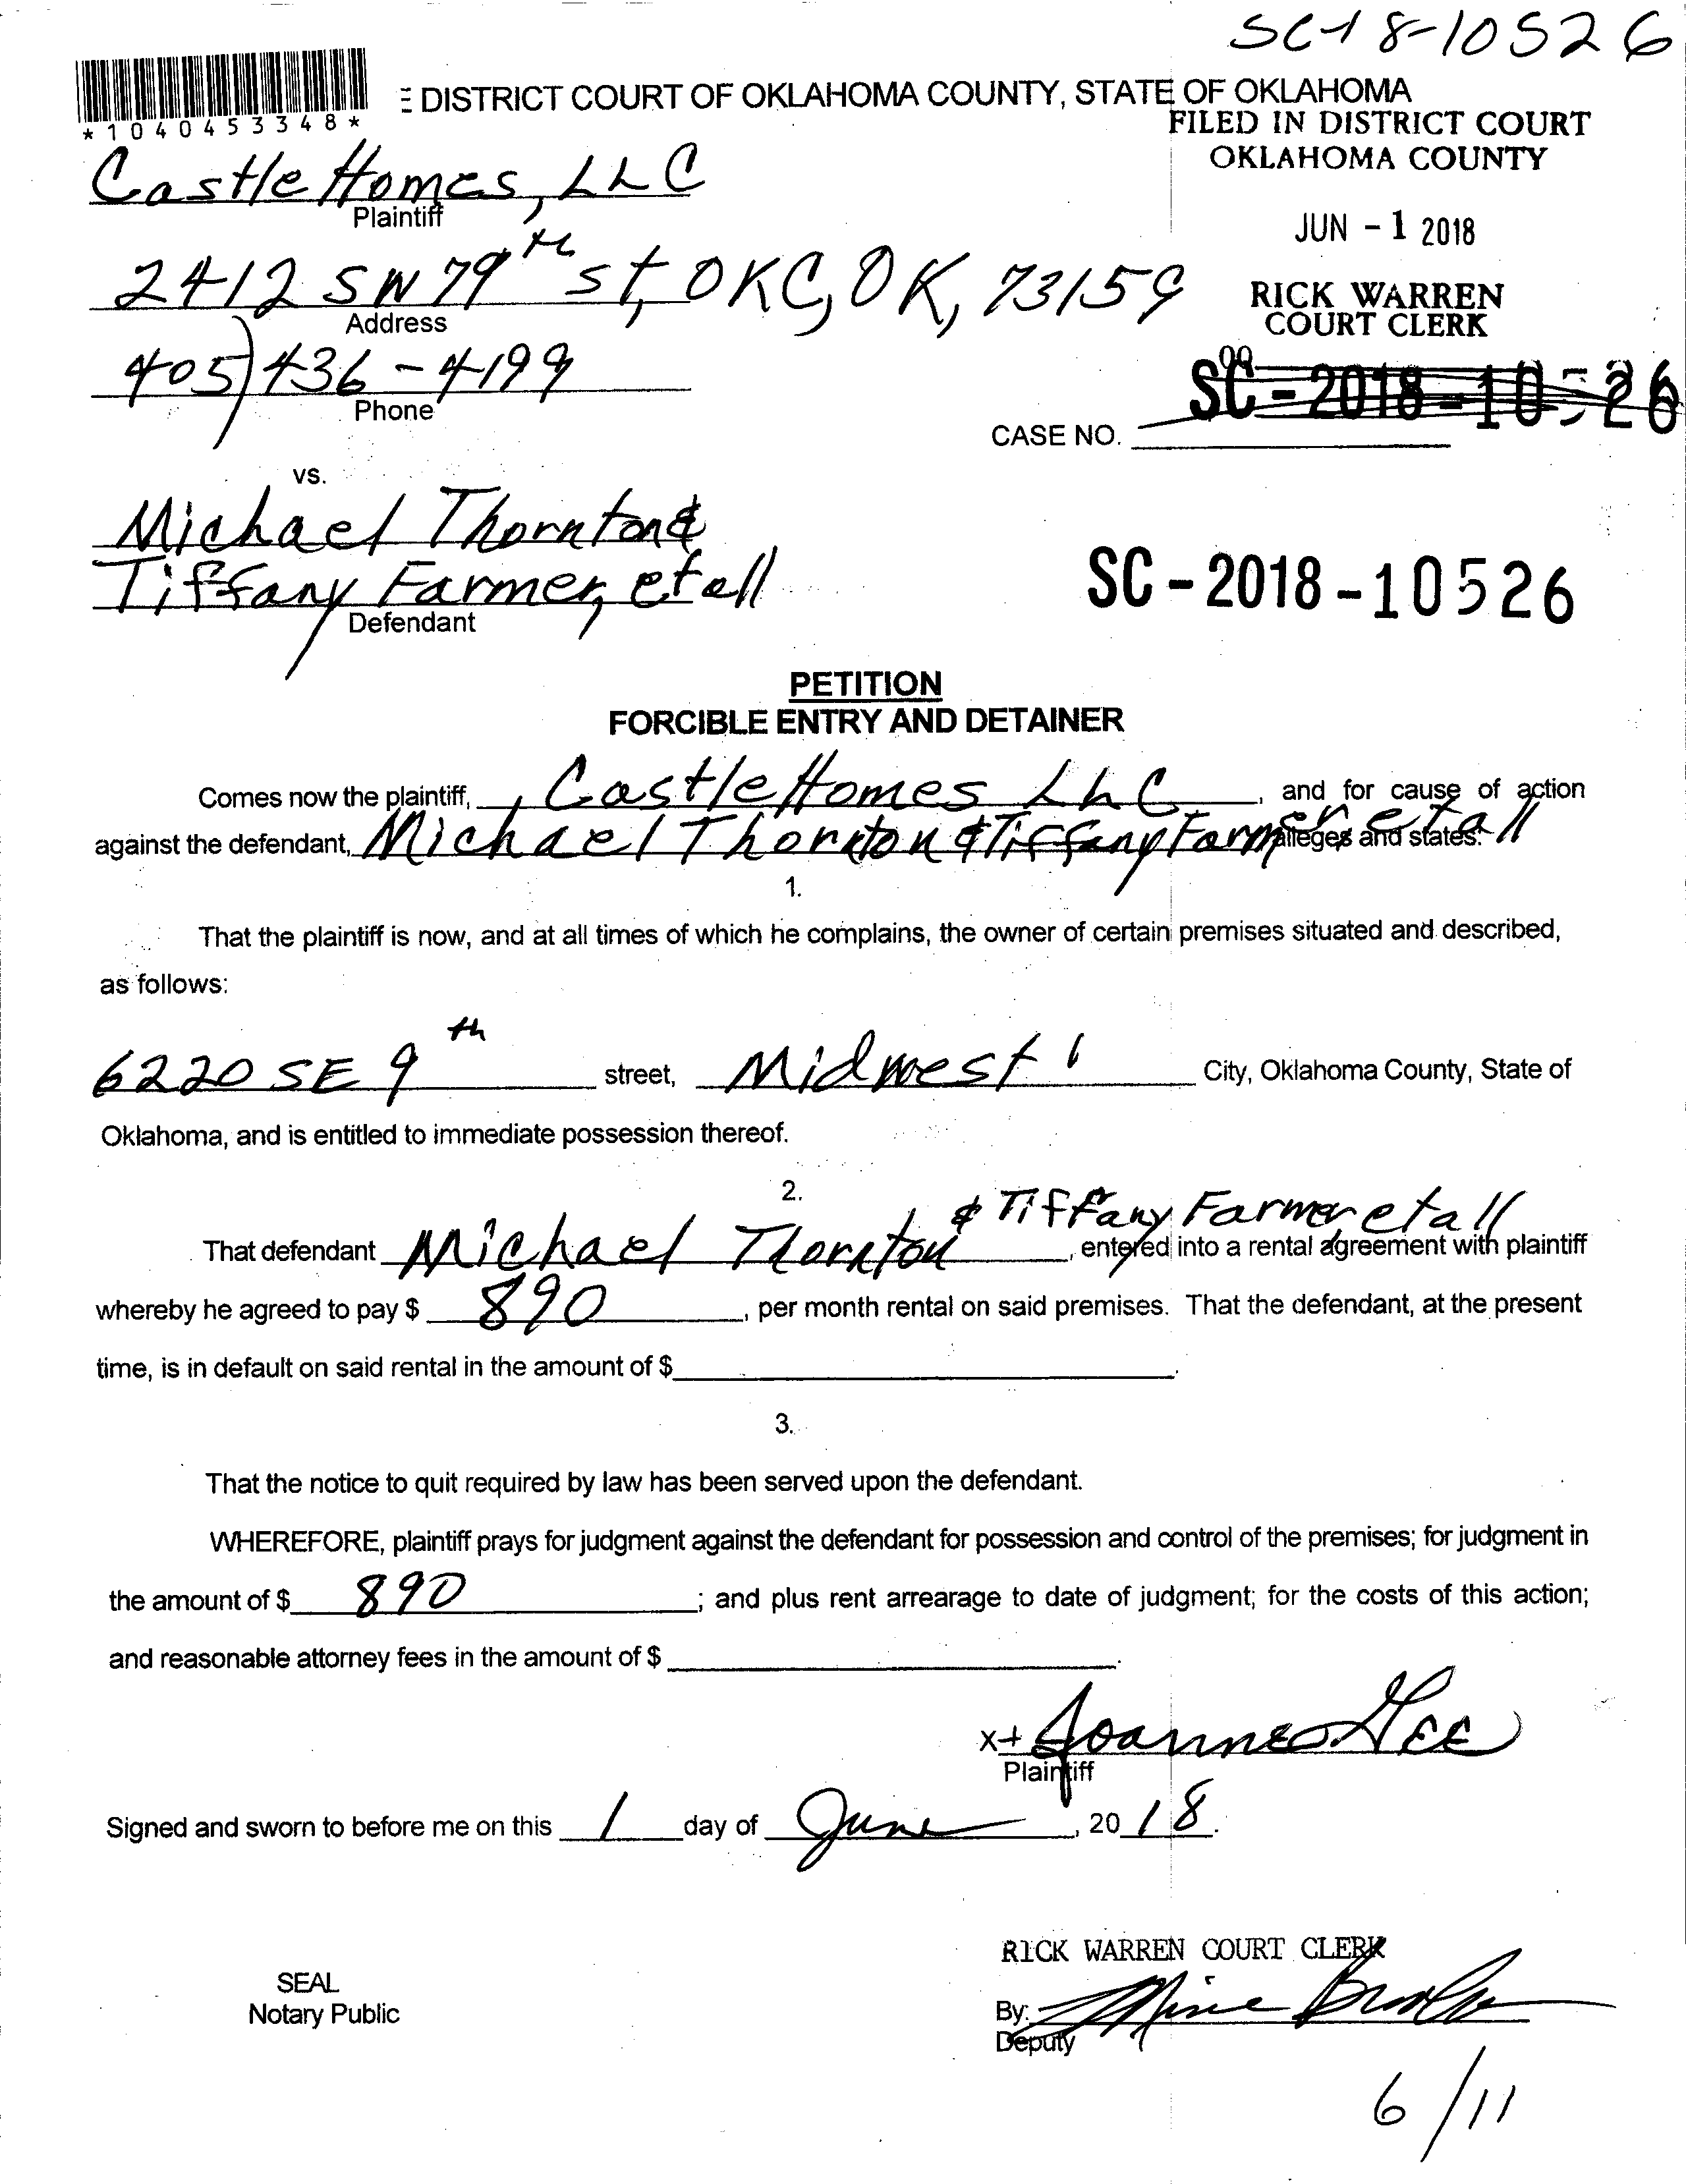 SC-18-10526
E DISTRICT COURT OF OKLAHOMA COUNTY, STATE OF OKLAHOMA
*1040453348*
FILED IN DISTRICT COURT
OKLAHOMA COUNTY
Castle Homes, LLC
Plaintiff
JUN - 1 2018
2412 SW 79th St, OKC, OK, 73159
Address
RICK WARREN
COURT CLERK
405) 436-4199
Phone
SC - 2018 - 10526
CASE NO.
vs.
Michael Thornton &
Tiffany Farmer, et all
Defendant
SC - 2018 - 10526
PETITION
FORCIBLE ENTRY AND DETAINER
Comes now the plaintiff, Castle Homes LLC, and for cause of action
against the defendant, Michael Thornton & Tiffany Farmer et all alleges and states:
1.
That the plaintiff is now, and at all times of which he complains, the owner of certain premises situated and described,
as follows:
6220 SE 9th street, Midwest City, Oklahoma County, State of
Oklahoma, and is entitled to immediate possession thereof.
2.
That defendant Michael Thornton & Tiffany Farmer et all, entered into a rental agreement with plaintiff
whereby he agreed to pay $ 890, per month rental on said premises. That the defendant, at the present
time, is in default on said rental in the amount of $ .
3.
That the notice to quit required by law has been served upon the defendant.
WHEREFORE, plaintiff prays for judgment against the defendant for possession and control of the premises; for judgment in
the amount of $ 890; and plus rent arrearage to date of judgment; for the costs of this action;
and reasonable attorney fees in the amount of $ .
x Joanne Gee
Plaintiff
Signed and sworn to before me on this 1 day of June, 2018.
RICK WARREN COURT CLERK
SEAL
Notary Public
By:
Deputy
6/11